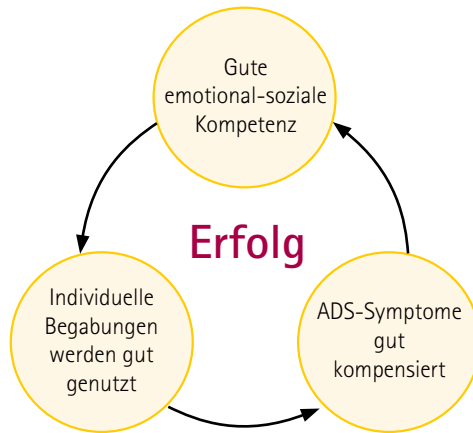 Gute
emotional-soziale
Kompetenz
Erfolg
Individuelle
Begabungen
werden gut
genutzt
ADS-Symptome
gut
kompensiert